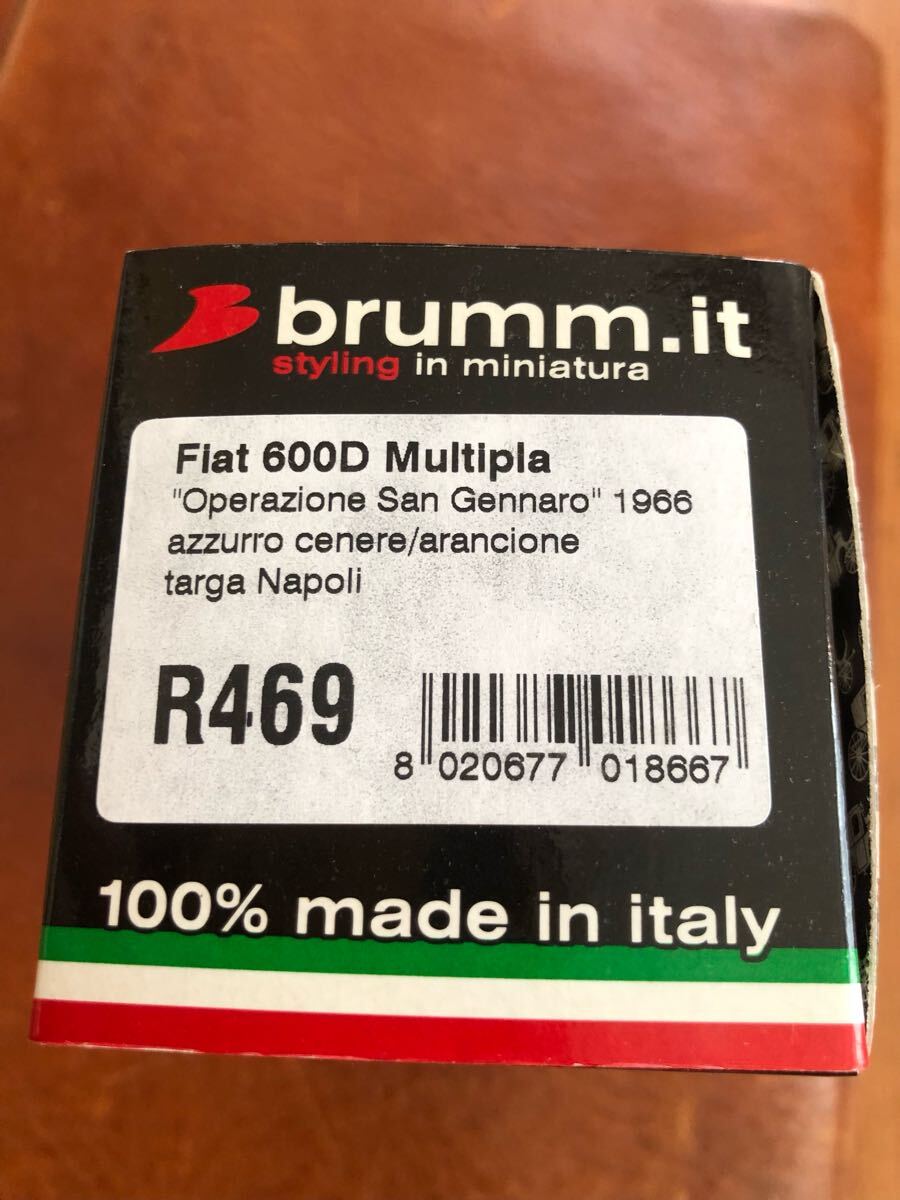 brumm.it
styling in miniatura
Fiat 600D Multipla
"Operazione San Gennaro" 1966
azzurro cenere/arancione
targa Napoli
R469
8 020677 018667
100% made in italy